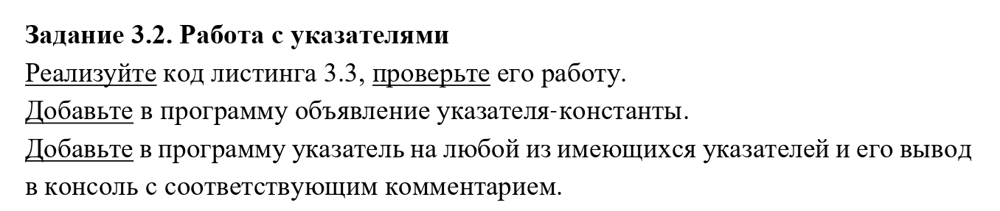 Задание 3.2. Работа с указателями
Реализуйте код листинга 3.3, проверьте его работу.
Добавьте в программу объявление указателя-константы.
Добавьте в программу указатель на любой из имеющихся указателей и его вывод
в консоль с соответствующим комментарием.